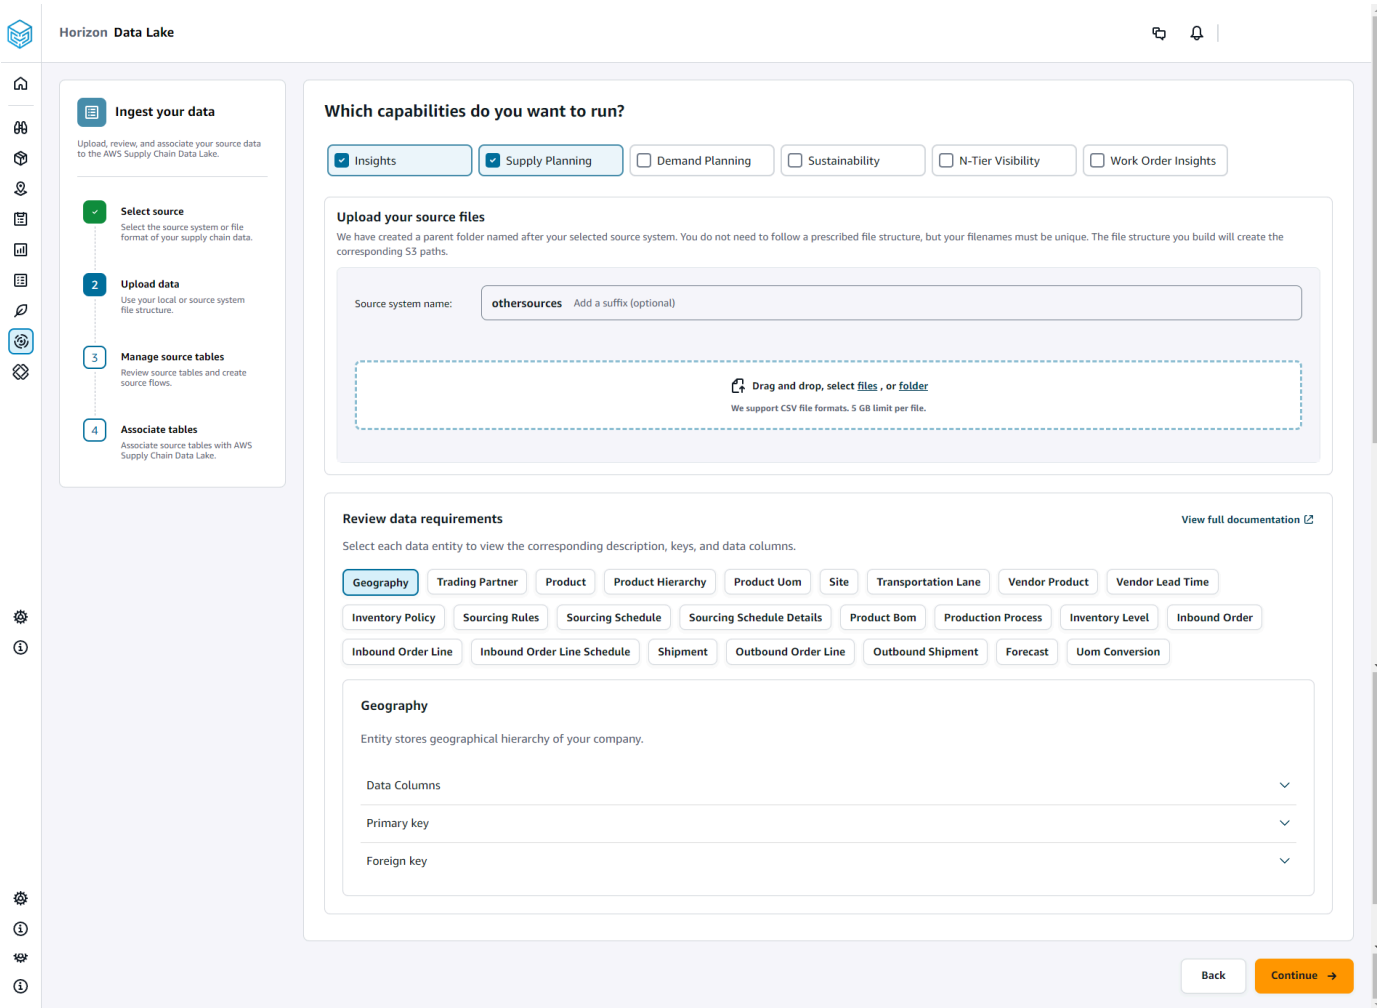 Horizon Data Lake
Ingest your data
Upload, review, and associate your source data
to the AWS Supply Chain Data Lake.
Select source
Select the source system or file
format of your supply chain data.
2
Upload data
Use your local or source system
file structure.
3
Manage source tables
Review source tables and create
source flows.
4
Associate tables
Associate source tables with AWS
Supply Chain Data Lake.
Which capabilities do you want to run?
Insights
Supply Planning
Demand Planning
Sustainability
N-Tier Visibility
Work Order Insights
Upload your source files
We have created a parent folder named after your selected source system. You do not need to follow a prescribed file structure, but your filenames must be unique. The file structure you build will create the
corresponding S3 paths.
Source system name:
othersources Add a suffix (optional)
Drag and drop, select files , or folder
We support CSV file formats. 5 GB limit per file.
Review data requirements
View full documentation
Select each data entity to view the corresponding description, keys, and data columns.
Geography Trading Partner Product Product Hierarchy Product Uom Site Transportation Lane Vendor Product Vendor Lead Time
Inventory Policy Sourcing Rules Sourcing Schedule Sourcing Schedule Details Product Bom Production Process Inventory Level Inbound Order
Inbound Order Line Inbound Order Line Schedule Shipment Outbound Order Line Outbound Shipment Forecast Uom Conversion
Geography
Entity stores geographical hierarchy of your company.
Data Columns
Primary key
Foreign key
Back
Continue